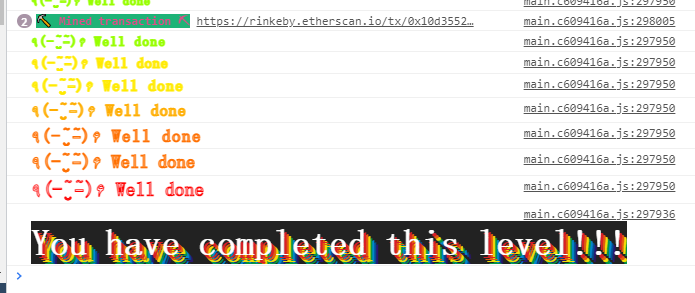 ٩(-̮̮̃-̃)۶ Well done main.c609416a.js:297950
2 ⛏ Mined transaction ⛏ https://rinkeby.etherscan.io/tx/0x10d3552… main.c609416a.js:298005
٩(-̮̮̃-̃)۶ Well done main.c609416a.js:297950
٩(-̮̮̃-̃)۶ Well done main.c609416a.js:297950
٩(-̮̮̃-̃)۶ Well done main.c609416a.js:297950
٩(-̮̮̃-̃)۶ Well done main.c609416a.js:297950
٩(-̮̮̃-̃)۶ Well done main.c609416a.js:297950
٩(-̮̮̃-̃)۶ Well done main.c609416a.js:297950
٩(-̮̮̃-̃)۶ Well done main.c609416a.js:297950
main.c609416a.js:297936
You have completed this level!!!
>